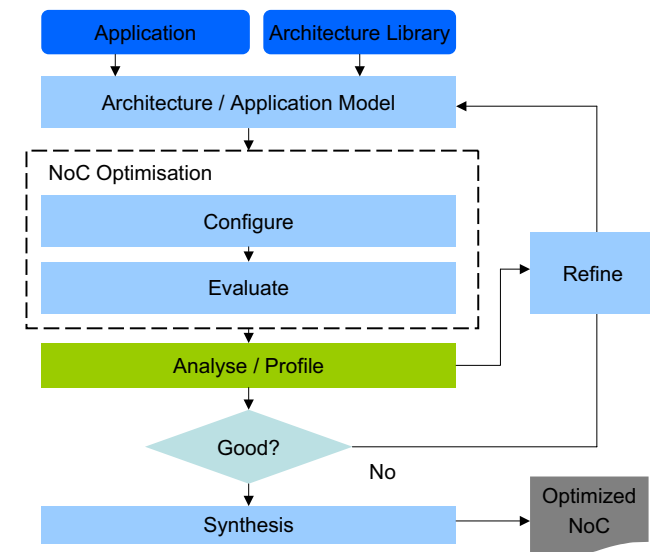 Application
Architecture Library
Architecture / Application Model
NoC Optimisation
Configure
Evaluate
Refine
Analyse / Profile
Good?
No
Optimized
NoC
Synthesis